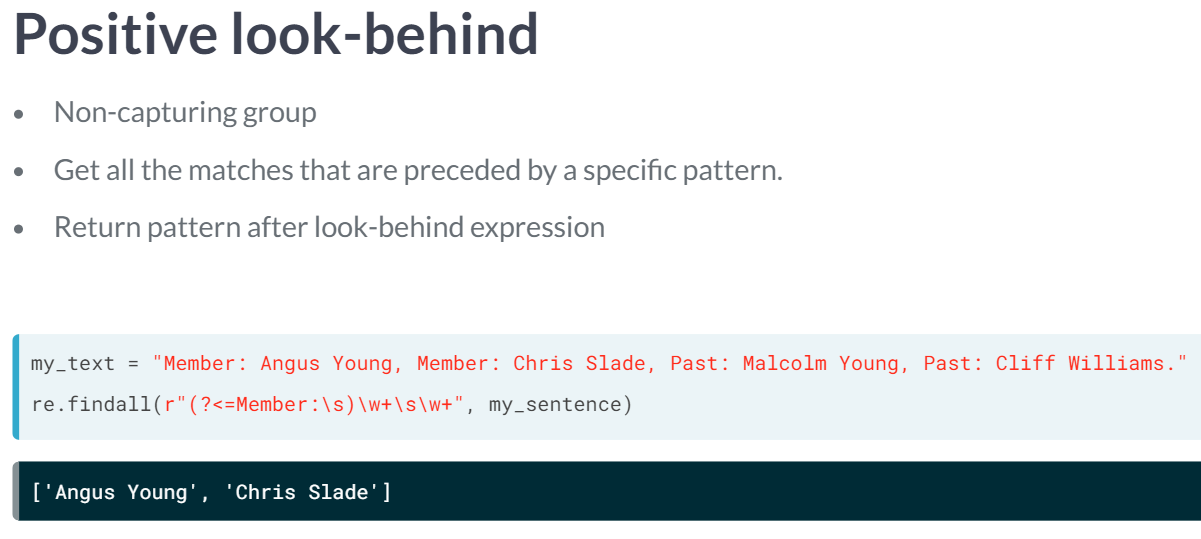 Positive look-behind
• Non-capturing group
• Get all the matches that are preceded by a specific pattern.
• Return pattern after look-behind expression
my_text = "Member: Angus Young, Member: Chris Slade, Past: Malcolm Young, Past: Cliff Williams."
re.findall(r"(?<=Member:\s)\w+\s\w+", my_sentence)
['Angus Young', 'Chris Slade']